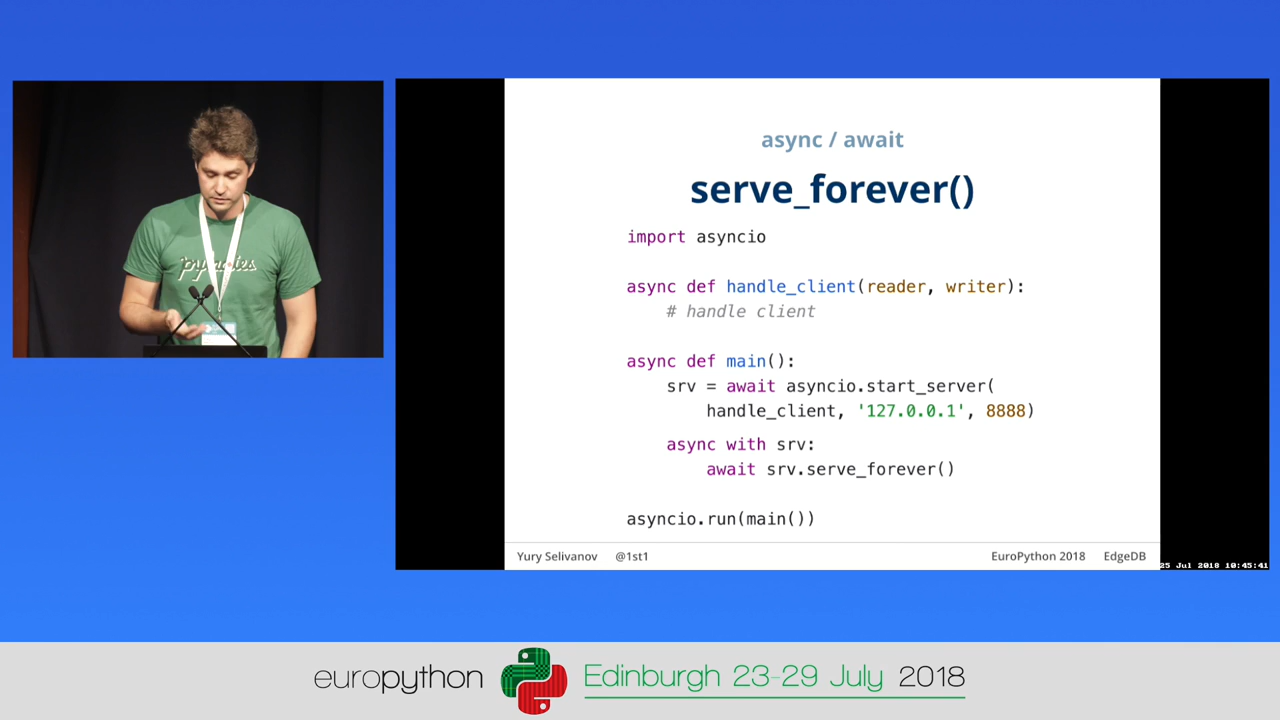 async / await
serve_forever()
import asyncio
async def handle_client(reader, writer):
# handle client
async def main():
srv = await asyncio.start_server(
handle_client, '127.0.0.1', 8888)
async with srv:
await srv.serve_forever()
asyncio.run(main())
Yury Selivanov @1st1 EuroPython 2018 EdgeDB
25 Jul 2018 10:45:41
europython Edinburgh 23-29 July 2018